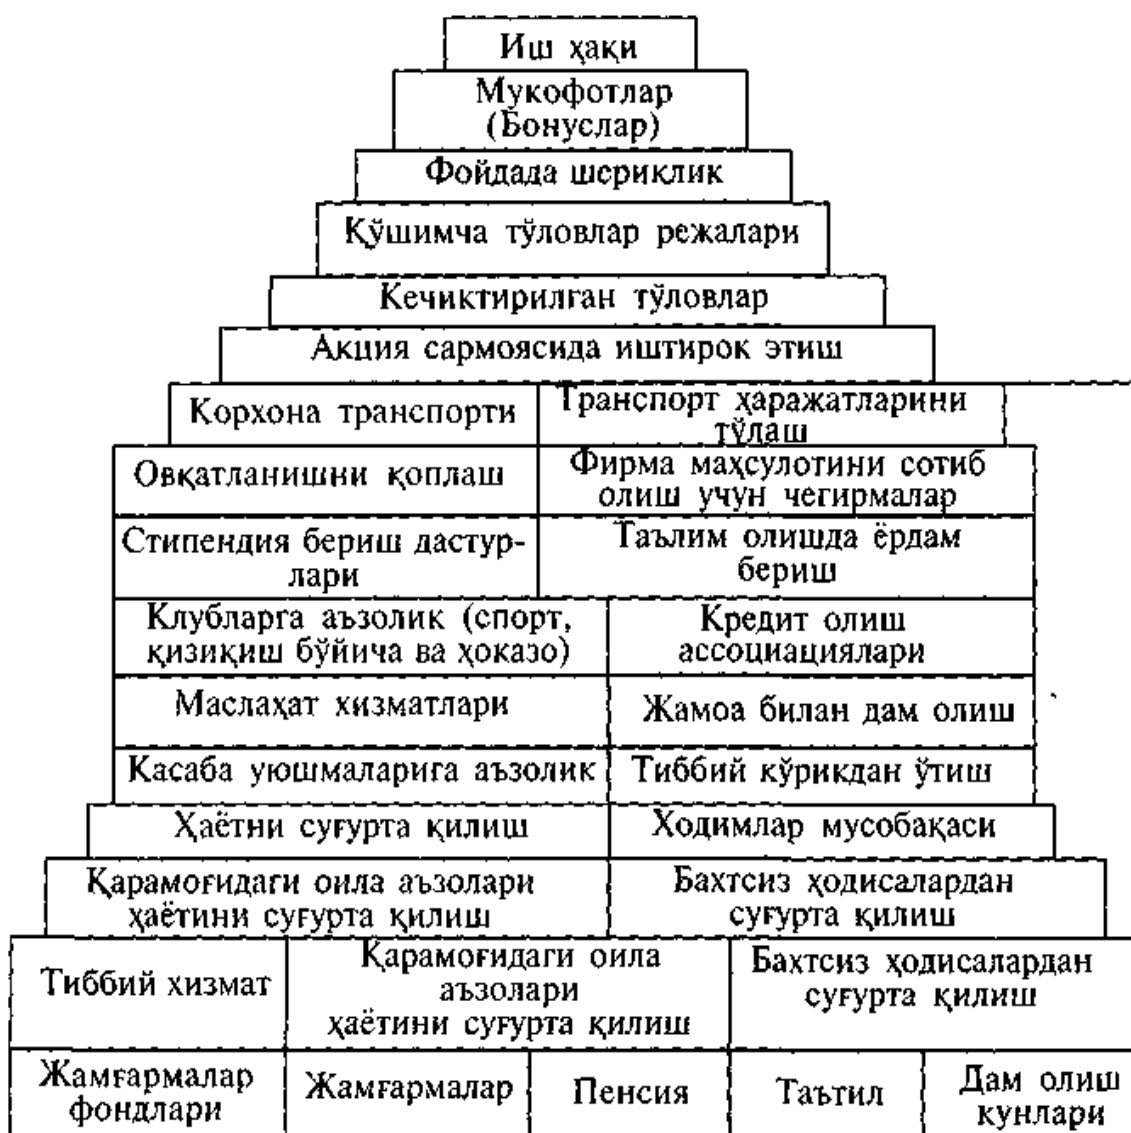 Иш ҳақи
Мукофотлар
(Бонуслар)
Фойдада шериклик
Қўшимча тўловлар режалари
Кечиктирилган тўловлар
Акция сармоясида иштирок этиш
Корхона транспорти
Транспорт ҳаражатларини
тўлаш
Овқатланишни қоплаш
Фирма маҳсулотини сотиб
олиш учун чегирмалар
Стипендия бериш дастур-
лари
Таълим олишда ёрдам
бериш
Клубларга аъзолик (спорт,
қизиқиш бўйича ва ҳоказо)
Кредит олиш
ассоциациялари
Маслаҳат хизматлари
Жамоа билан дам олиш
Касаба уюшмаларига аъзолик
Тиббий кўрикдан ўтиш
Ҳаётни суғурта қилиш
Ходимлар мусобақаси
Қарамоғидаги оила аъзолари
ҳаётини суғурта қилиш
Бахтсиз ҳодисалардан
суғурта қилиш
Тиббий хизмат
Қарамоғидаги оила
аъзолари
ҳаётини суғурта қилиш
Бахтсиз ҳодисалардан
суғурта қилиш
Жамғармалар
фондлари
Жамғармалар
Пенсия
Таътил
Дам олиш
кунлари